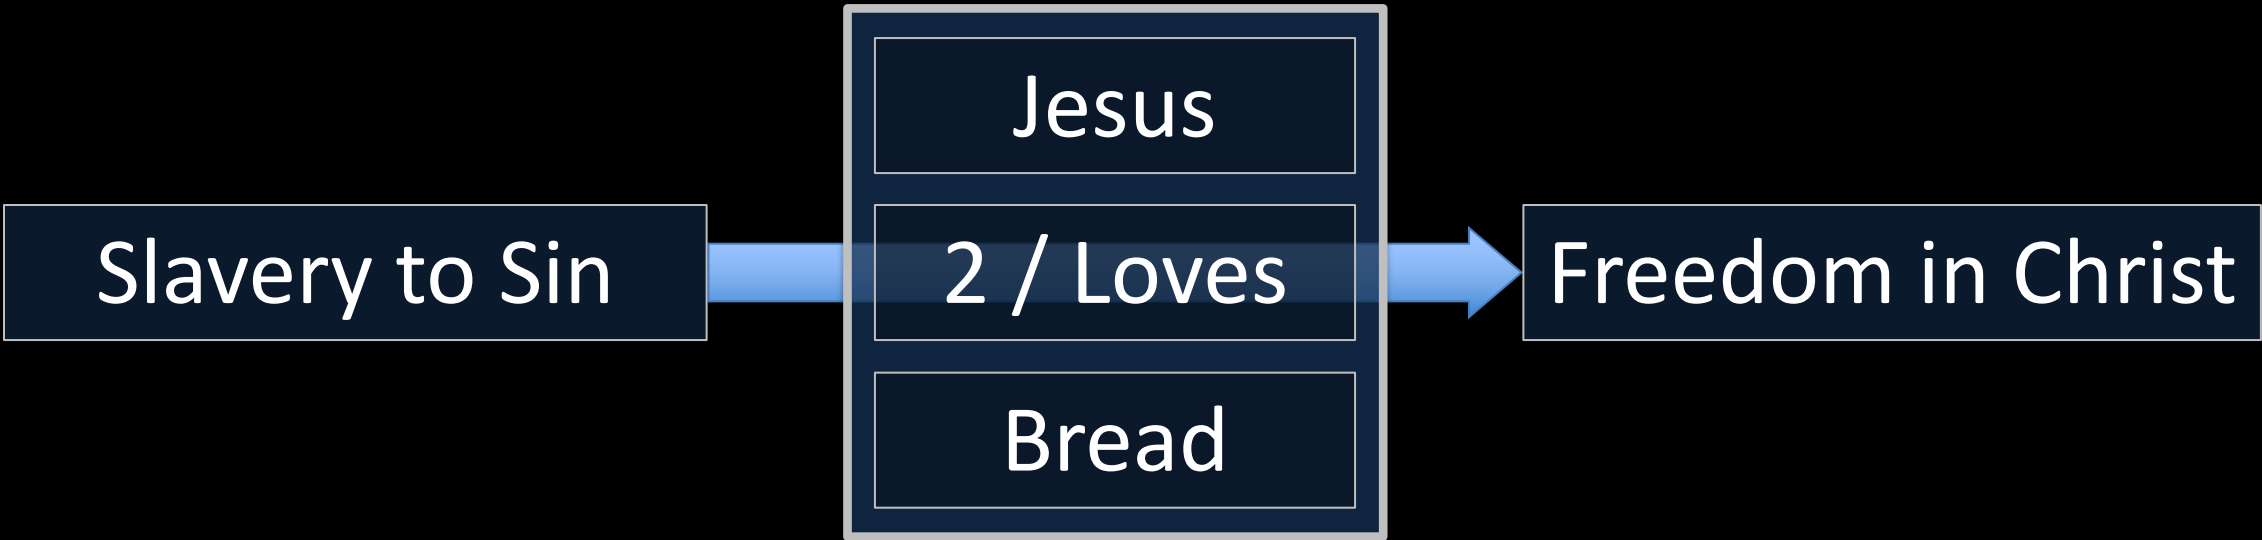 Jesus
Slavery to Sin
2 / Loves
Freedom in Christ
Bread